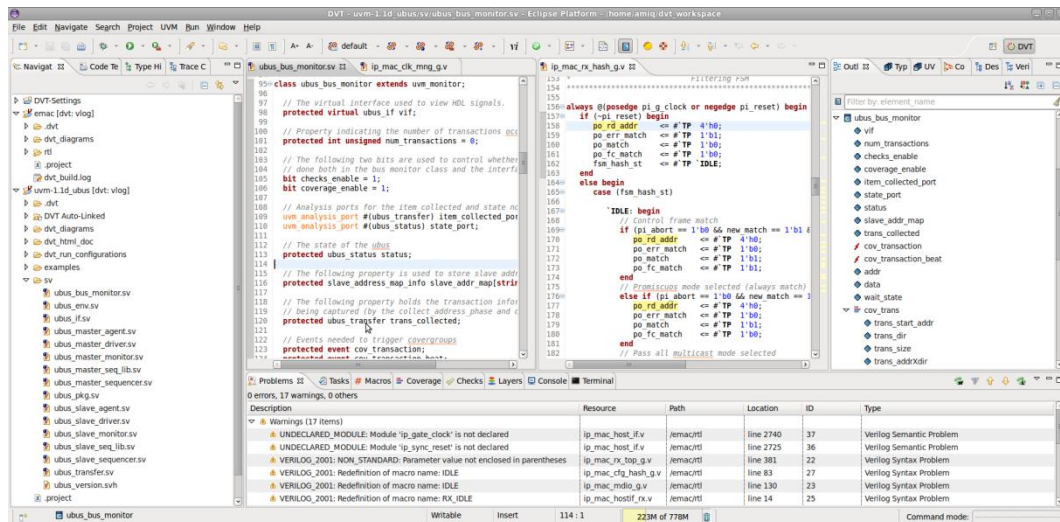 DVT - uvm-1.1d_ubus/sv/ubus_bus_monitor.sv - Eclipse Platform - /home/amiq/dvt_workspace
File Edit Navigate Search Project UVM Run Window Help
A+ A- default vi DVT
Navigat Code Te Type Hi Trace C
DVT-Settings
emac [dvt: vlog]
.dvt
dvt_diagrams
rtl
.project
dvt_build.log
uvm-1.1d_ubus [dvt: vlog]
.dvt
DVT Auto-Linked
dvt_diagrams
dvt_html_doc
dvt_run_configurations
examples
sv
ubus_bus_monitor.sv
ubus_env.sv
ubus_if.sv
ubus_master_agent.sv
ubus_master_driver.sv
ubus_master_monitor.sv
ubus_master_seq_lib.sv
ubus_master_sequencer.sv
ubus_pkg.sv
ubus_slave_agent.sv
ubus_slave_driver.sv
ubus_slave_monitor.sv
ubus_slave_seq_lib.sv
ubus_slave_sequencer.sv
ubus_transfer.sv
ubus_version.svh
.project
ubus_bus_monitor.sv ip_mac_clk_mng_g.v
95 class ubus_bus_monitor extends uvm_monitor;
96
97 // The virtual interface used to view HDL signals.
98 protected virtual ubus_if vif;
99
100 // Property indicating the number of transactions occ
101 protected int unsigned num_transactions = 0;
102
103 // The following two bits are used to control whether
104 // done both in the bus monitor class and the interfa
105 bit checks_enable = 1;
106 bit coverage_enable = 1;
107
108 // Analysis ports for the item collected and state no
109 uvm_analysis_port #(ubus_transfer) item_collected_por
110 uvm_analysis_port #(ubus_status) state_port;
111
112 // The state of the ubus
113 protected ubus_status status;
114
115 // The following property is used to store slave addr
116 protected slave_address_map_info slave_addr_map[strin
117
118 // The following property holds the transaction infor
119 // being captured (by the collect_address_phase and d
120 protected ubus_transfer trans_collected;
121
122 // Events needed to trigger covergroups
123 protected event cov_transaction;
124 protected event cov_transaction_beat;
ip_mac_rx_hash_g.v
153 * Filtering FSM
154 ****
155
156 always @(posedge pi_g_clock or negedge pi_reset) begin
157 if (~pi_reset) begin
158 po_rd_addr <= #`TP 4'h0;
159 po_err_match <= #`TP 1'b1;
160 po_match <= #`TP 1'b0;
161 po_fc_match <= #`TP 1'b0;
162 fsm_hash_st <= #`TP `IDLE;
163 end
164 else begin
165 case (fsm_hash_st)
166
167 `IDLE: begin
168 // Control frame match
169 if (pi_abort == 1'b0 && new_match == 1'b1 &
170 po_rd_addr <= #`TP 4'h0;
171 po_err_match <= #`TP 1'b0;
172 po_match <= #`TP 1'b1;
173 po_fc_match <= #`TP 1'b1;
174 end
175 // Promiscuos mode selected (always match)
176 else if (pi_abort == 1'b0 && new_match == 1
177 po_rd_addr <= #`TP 4'h0;
178 po_err_match <= #`TP 1'b0;
179 po_match <= #`TP 1'b1;
180 po_fc_match <= #`TP 1'b0;
181 end
182 // Pass all multicast mode selected
Outl Typ UV Co Des Veri
Filter by: element_name
ubus_bus_monitor
vif
num_transactions
checks_enable
coverage_enable
item_collected_port
state_port
status
slave_addr_map
trans_collected
cov_transaction
cov_transaction_beat
addr
data
wait_state
cov_trans
trans_start_addr
trans_dir
trans_size
trans_addrXdir
Problems Tasks # Macros Coverage Checks Layers Console Terminal
0 errors, 17 warnings, 0 others
Description Resource Path Location ID Type
Warnings (17 items)
UNDECLARED_MODULE: Module 'ip_gate_clock' is not declared ip_mac_host_if.v /emac/rtl line 2740 37 Verilog Semantic Problem
UNDECLARED_MODULE: Module 'ip_sync_reset' is not declared ip_mac_host_if.v /emac/rtl line 2725 36 Verilog Semantic Problem
VERILOG_2001: NON_STANDARD: Parameter value not enclosed in parentheses ip_mac_rx_top_g.v /emac/rtl line 381 22 Verilog Syntax Problem
VERILOG_2001: Redefinition of macro name: IDLE ip_mac_cfg_hash_g.v /emac/rtl line 83 27 Verilog Syntax Problem
VERILOG_2001: Redefinition of macro name: IDLE ip_mac_mdio_g.v /emac/rtl line 130 23 Verilog Syntax Problem
VERILOG_2001: Redefinition of macro name: RX_IDLE ip_mac_hostif_rx.v /emac/rtl line 14 25 Verilog Syntax Problem
ubus_bus_monitor Writable Insert 114 : 1 223M of 778M Command mode: